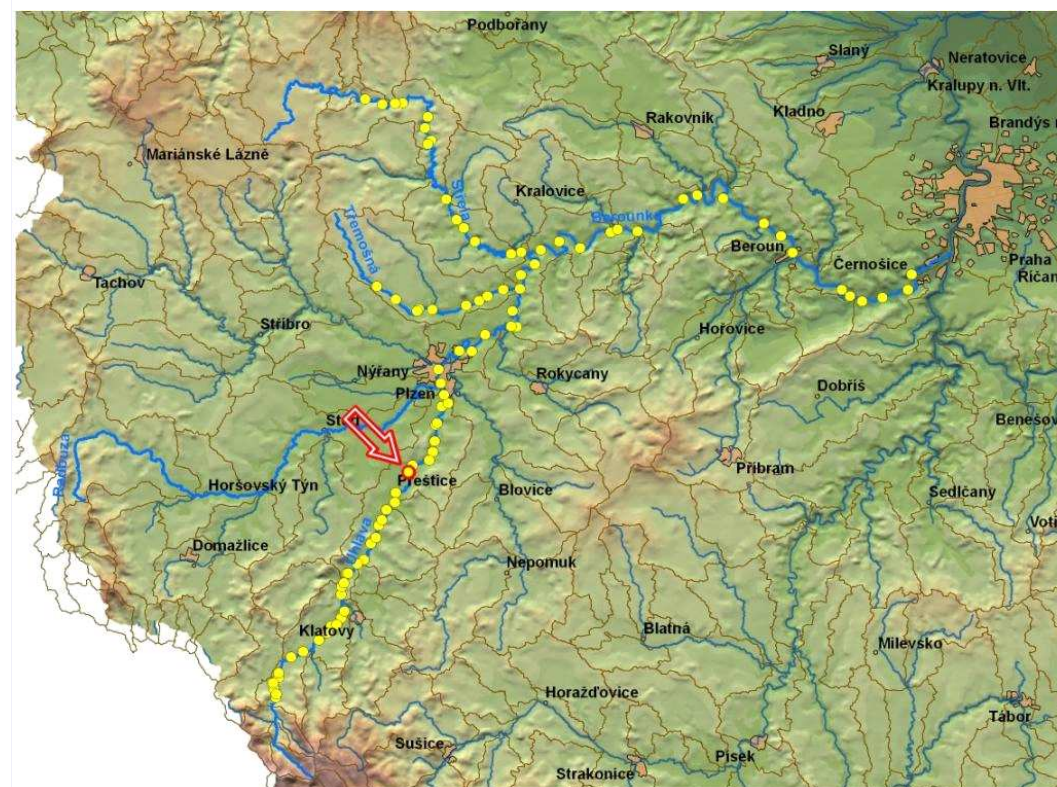 Podbořany
Slaný
Neratovice
Kralupy n. Vlt.
Kladno
Rakovník
Brandýs n
Mariánské Lázně
Střela
Kralovice
Berounka
Třemošná
Beroun
Černošice
Praha
Říčan
Tachov
Stříbro
Hořovice
Nýřany
Rokycany
Plzeň
Dobříš
Benešov
Radbuza
Horšovský Týn
Přeštice
Blovice
Příbram
Sedlčany
Voti
Domažlice
Úhlava
Nepomuk
Klatovy
Blatná
Milevsko
Horažďovice
Tábor
Sušice
Písek
Strakonice